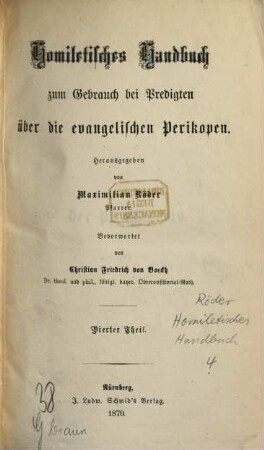 Homiletisches Handbuch
zum Gebrauch bei Predigten
über die evangelischen Perikopen.
Herausgegeben
von
Maximilian Röder
Pfarrer.
Bevorwortet
von
Christian Friedrich von Boeckh
Dr. theol. und phil., königl. bayer. Oberconsistorial-Rath.
Röder
Homiletisches
Handbuch
4
Vierter Theil.
38
G Braun
Nürnberg,
J. Ludw. Schmid's Verlag.
1870.